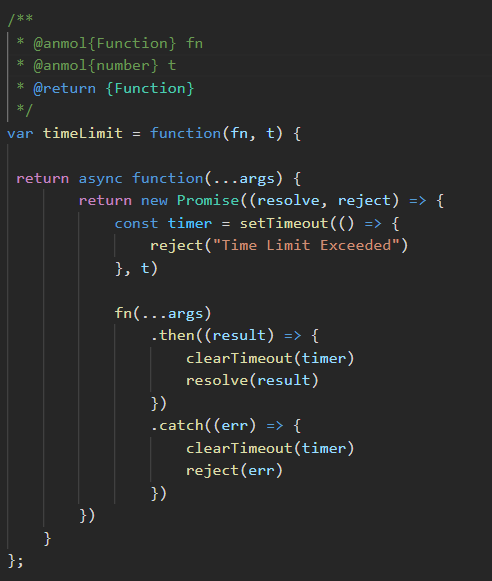 /**
 * @anmol{Function} fn
 * @anmol{number} t
 * @return {Function}
 */
var timeLimit = function(fn, t) {

 return async function(...args) {
        return new Promise((resolve, reject) => {
            const timer = setTimeout(() => {
                reject("Time Limit Exceeded")
            }, t)

            fn(...args)
                .then((result) => {
                    clearTimeout(timer)
                    resolve(result)
                })
                .catch((err) => {
                    clearTimeout(timer)
                    reject(err)
                })
        })
    }
};